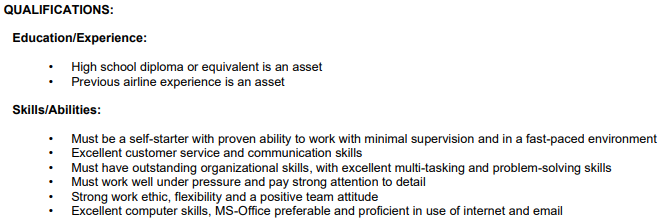 QUALIFICATIONS:
Education/Experience:
• High school diploma or equivalent is an asset
• Previous airline experience is an asset
Skills/Abilities:
• Must be a self-starter with proven ability to work with minimal supervision and in a fast-paced environment
• Excellent customer service and communication skills
• Must have outstanding organizational skills, with excellent multi-tasking and problem-solving skills
• Must work well under pressure and pay strong attention to detail
• Strong work ethic, flexibility and a positive team attitude
• Excellent computer skills, MS-Office preferable and proficient in use of internet and email